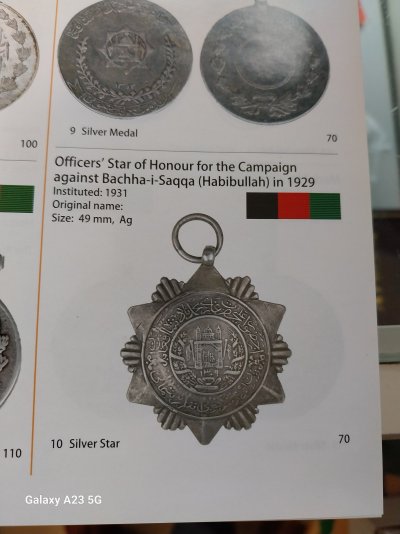 100
9 Silver Medal
70
Officers' Star of Honour for the Campaign
against Bachha-i-Saqqa (Habibullah) in 1929
Instituted: 1931
Original name:
Size: 49 mm, Ag
110
10 Silver Star
70
Galaxy A23 5G